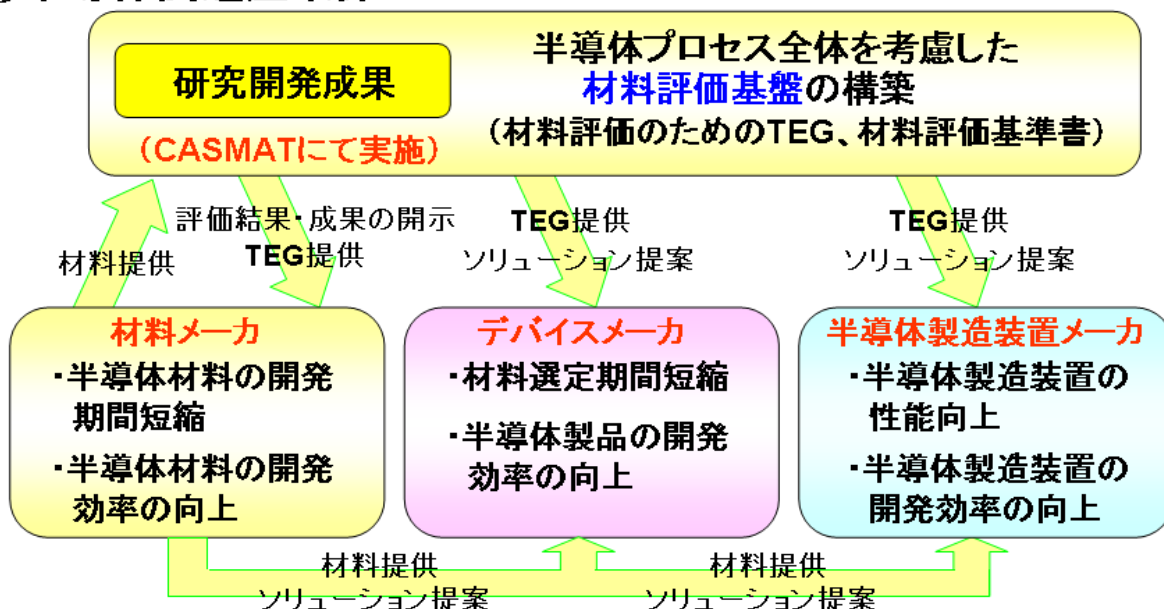 研究開発成果
（CASMATにて実施）
半導体プロセス全体を考慮した
材料評価基盤の構築
（材料評価のためのTEG、材料評価基準書）
材料提供
評価結果・成果の開示
TEG提供
TEG提供
ソリューション提案
TEG提供
ソリューション提案
材料メーカ
・半導体材料の開発
期間短縮
・半導体材料の開発
効率の向上
デバイスメーカ
・材料選定期間短縮
・半導体製品の開発
効率の向上
半導体製造装置メーカ
・半導体製造装置の
性能向上
・半導体製造装置の
開発効率の向上
材料提供
ソリューション提案
材料提供
ソリューション提案